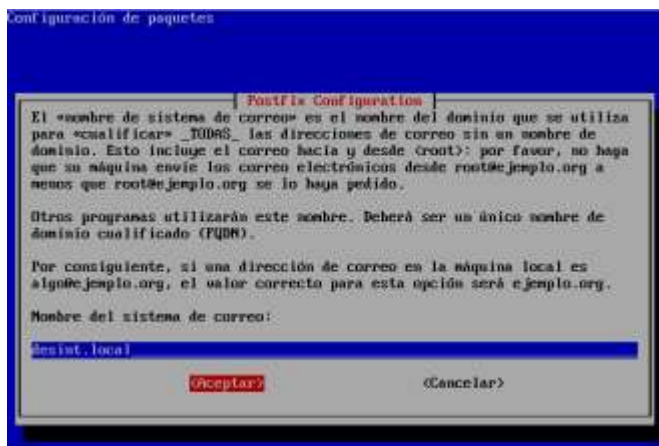 Configuración de paquetes
Postfix Configuration
El «nombre de sistema de correo» es el nombre del dominio que se utiliza
para «cualificar» _TODAS_ las direcciones de correo sin un nombre de
dominio. Esto incluye el correo hacia y desde <root>: por favor, no haga
que su máquina envíe los correo electrónicos desde root@ejemplo.org a
menos que root@ejemplo.org se lo haya pedido.
Otros programas utilizarán este nombre. Deberá ser un único nombre de
dominio cualificado (FQDN).
Por consiguiente, si una dirección de correo en la máquina local es
algo@ejemplo.org, el valor correcto para esta opción será ejemplo.org.
Nombre del sistema de correo:
desint.local
<Aceptar> <Cancelar>